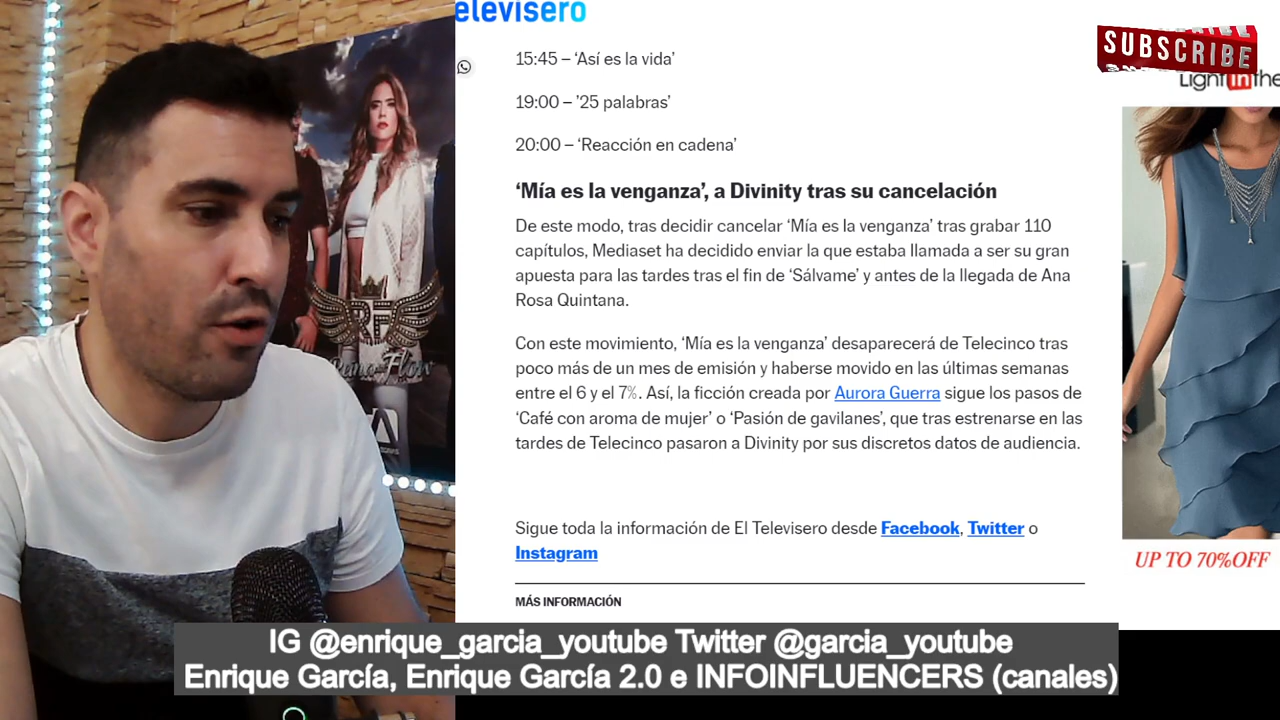 elevisero
SUBSCRIBE
15:45 – ‘Así es la vida’
19:00 – ’25 palabras’
20:00 – ‘Reacción en cadena’
‘Mía es la venganza’, a Divinity tras su cancelación
De este modo, tras decidir cancelar ‘Mía es la venganza’ tras grabar 110
capítulos, Mediaset ha decidido enviar la que estaba llamada a ser su gran
apuesta para las tardes tras el fin de ‘Sálvame’ y antes de la llegada de Ana
Rosa Quintana.
Con este movimiento, ‘Mía es la venganza’ desaparecerá de Telecinco tras
poco más de un mes de emisión y haberse movido en las últimas semanas
entre el 6 y el 7%. Así, la ficción creada por Aurora Guerra sigue los pasos de
‘Café con aroma de mujer’ o ‘Pasión de gavilanes’, que tras estrenarse en las
tardes de Telecinco pasaron a Divinity por sus discretos datos de audiencia.
Sigue toda la información de El Televisero desde Facebook, Twitter o
Instagram
MÁS INFORMACIÓN
Lightinthe
UP TO 70%OFF
RF
Flow
IG @enrique_garcia_youtube Twitter @garcia_youtube
Enrique García, Enrique García 2.0 e INFOINFLUENCERS (canales)